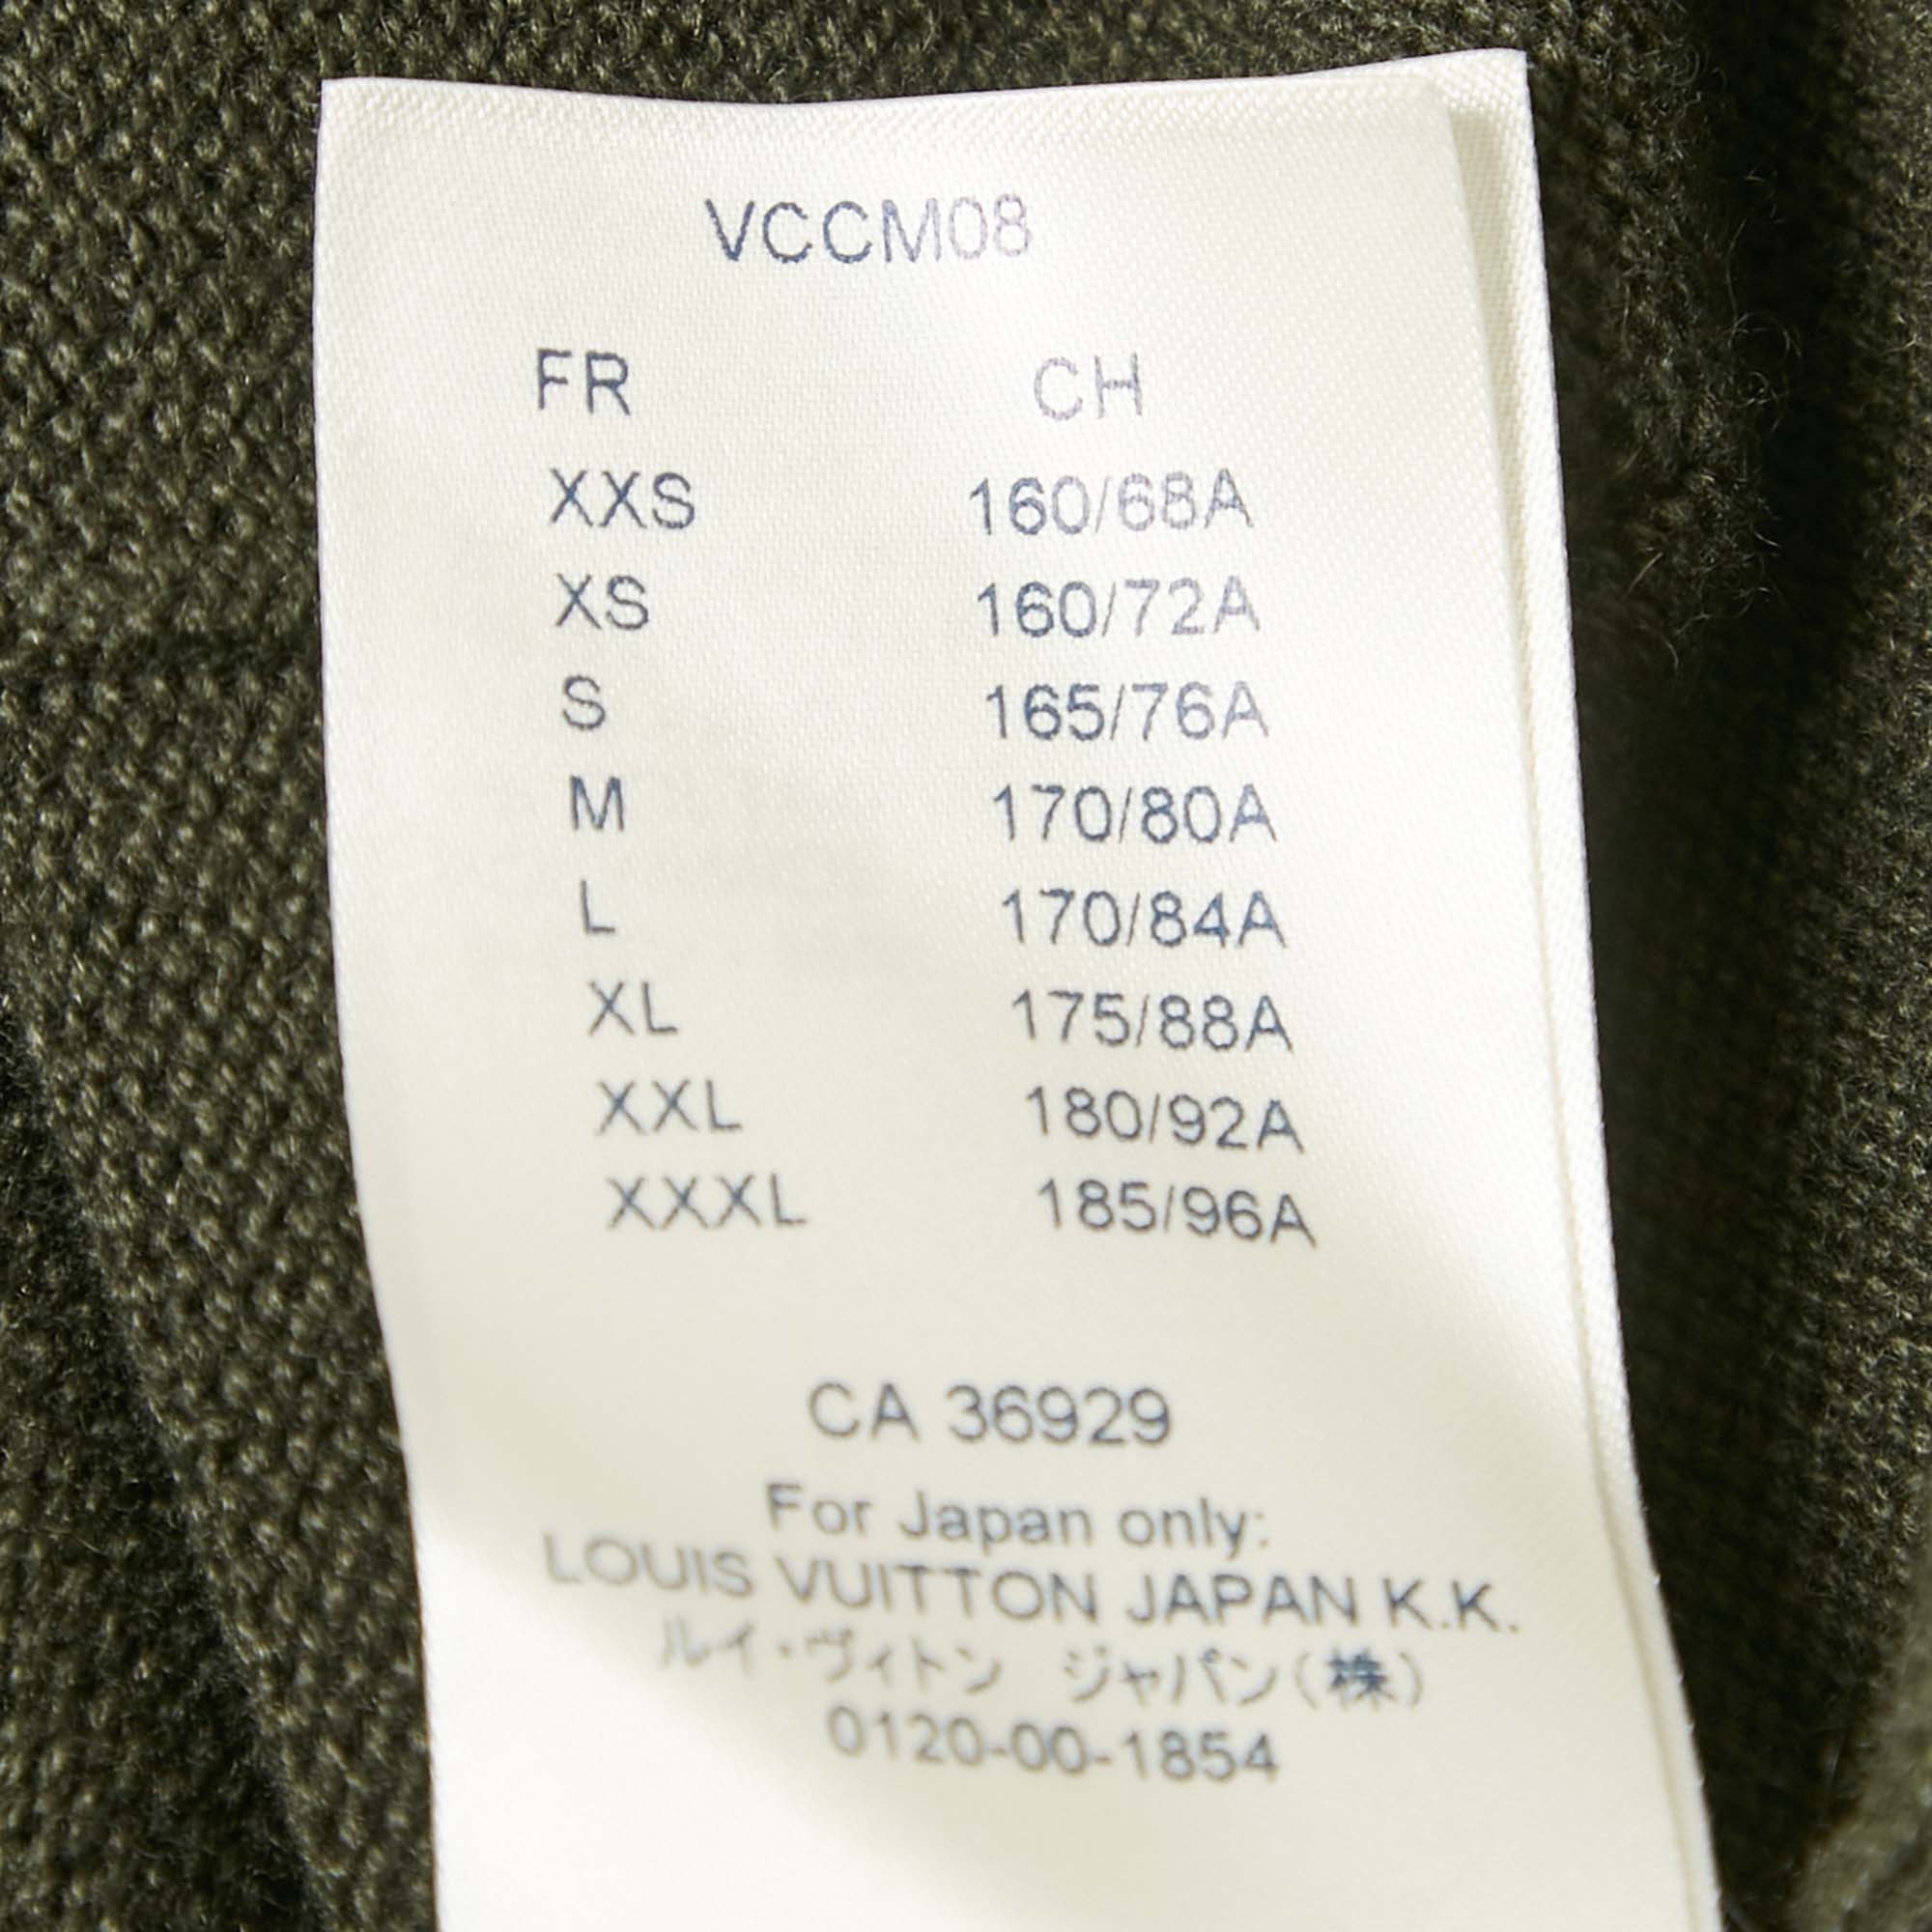 VCCM08
FR CH
XXS 160/68A
XS 160/72A
S 165/76A
M 170/80A
L 170/84A
XL 175/88A
XXL 180/92A
XXXL 185/96A
CA 36929
For Japan only:
LOUIS VUITTON JAPAN K.K.
ルイ・ヴィトン ジャパン(株)
0120-00-1854